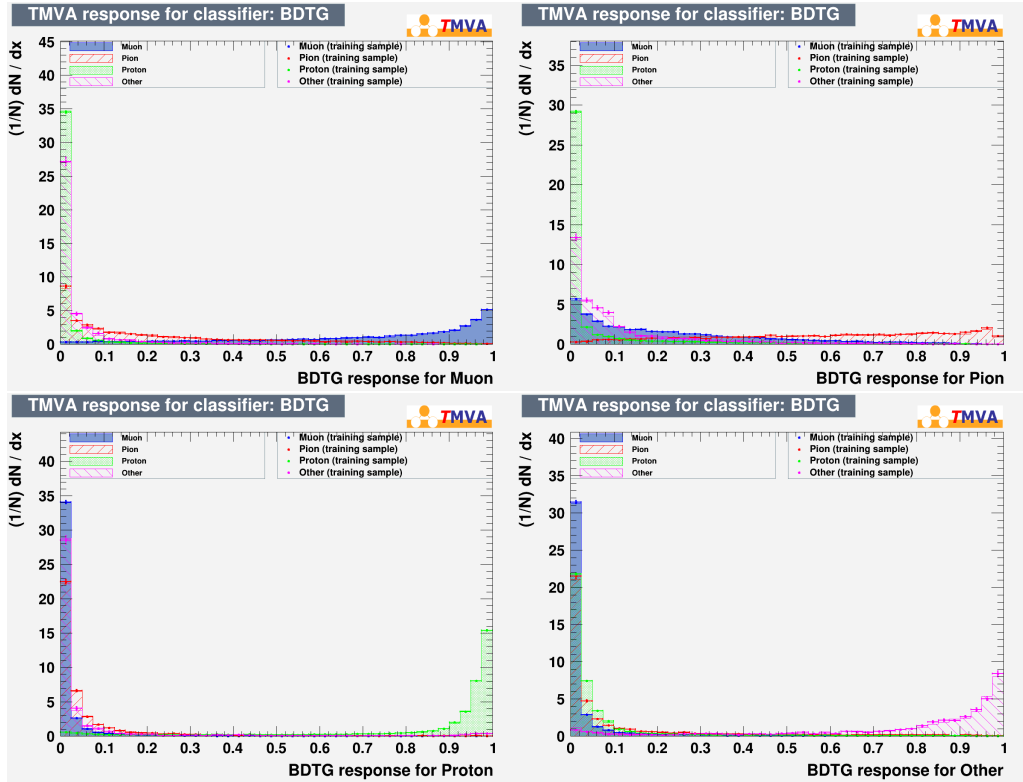 TMVA response for classifier: BDTG
TMVA
(1/N) dN / dx
45
40
35
30
25
20
15
10
5
0
Muon
Pion
Proton
Other
Muon (training sample)
Pion (training sample)
Proton (training sample)
Other (training sample)
0 0.1 0.2 0.3 0.4 0.5 0.6 0.7 0.8 0.9 1
BDTG response for Muon
TMVA response for classifier: BDTG
TMVA
(1/N) dN / dx
35
30
25
20
15
10
5
0
Muon
Pion
Proton
Other
Muon (training sample)
Pion (training sample)
Proton (training sample)
Other (training sample)
0 0.1 0.2 0.3 0.4 0.5 0.6 0.7 0.8 0.9 1
BDTG response for Pion
TMVA response for classifier: BDTG
TMVA
(1/N) dN / dx
40
35
30
25
20
15
10
5
0
Muon
Pion
Proton
Other
Muon (training sample)
Pion (training sample)
Proton (training sample)
Other (training sample)
0 0.1 0.2 0.3 0.4 0.5 0.6 0.7 0.8 0.9 1
BDTG response for Proton
TMVA response for classifier: BDTG
TMVA
(1/N) dN / dx
40
35
30
25
20
15
10
5
0
Muon
Pion
Proton
Other
Muon (training sample)
Pion (training sample)
Proton (training sample)
Other (training sample)
0 0.1 0.2 0.3 0.4 0.5 0.6 0.7 0.8 0.9 1
BDTG response for Other